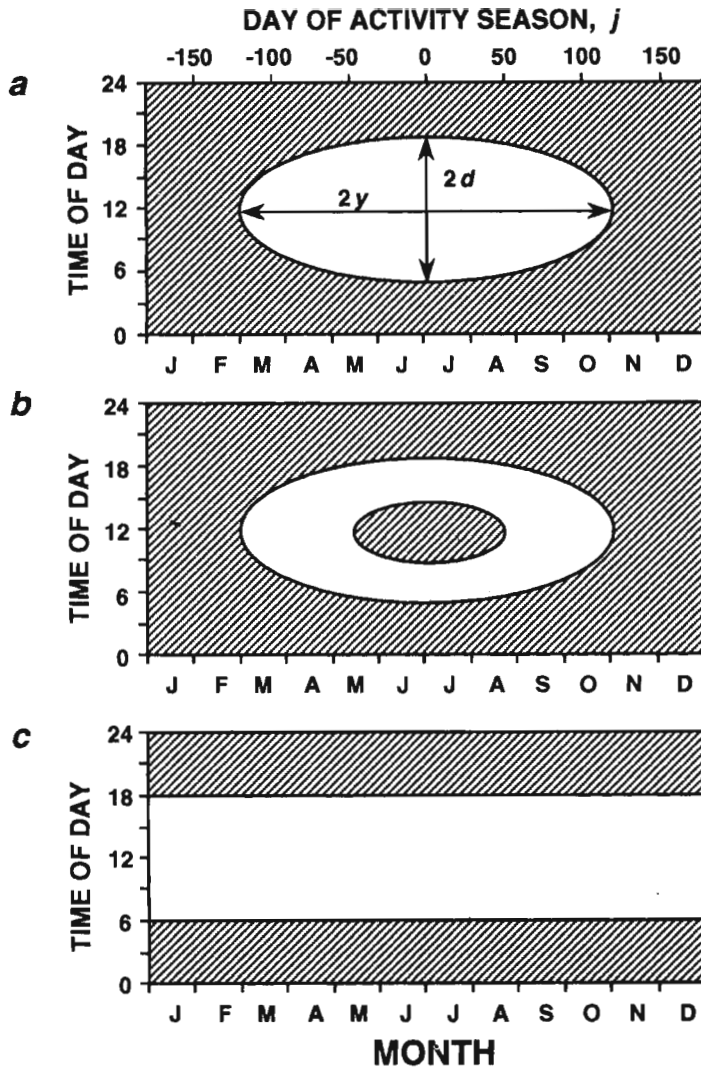 DAY OF ACTIVITY SEASON, j
-150 -100 -50 0 50 100 150
a
24
18
12
6
0
TIME OF DAY
2y
2d
J F M A M J J A S O N D
b
24
18
12
6
0
TIME OF DAY
J F M A M J J A S O N D
c
24
18
12
6
0
TIME OF DAY
J F M A M J J A S O N D
MONTH